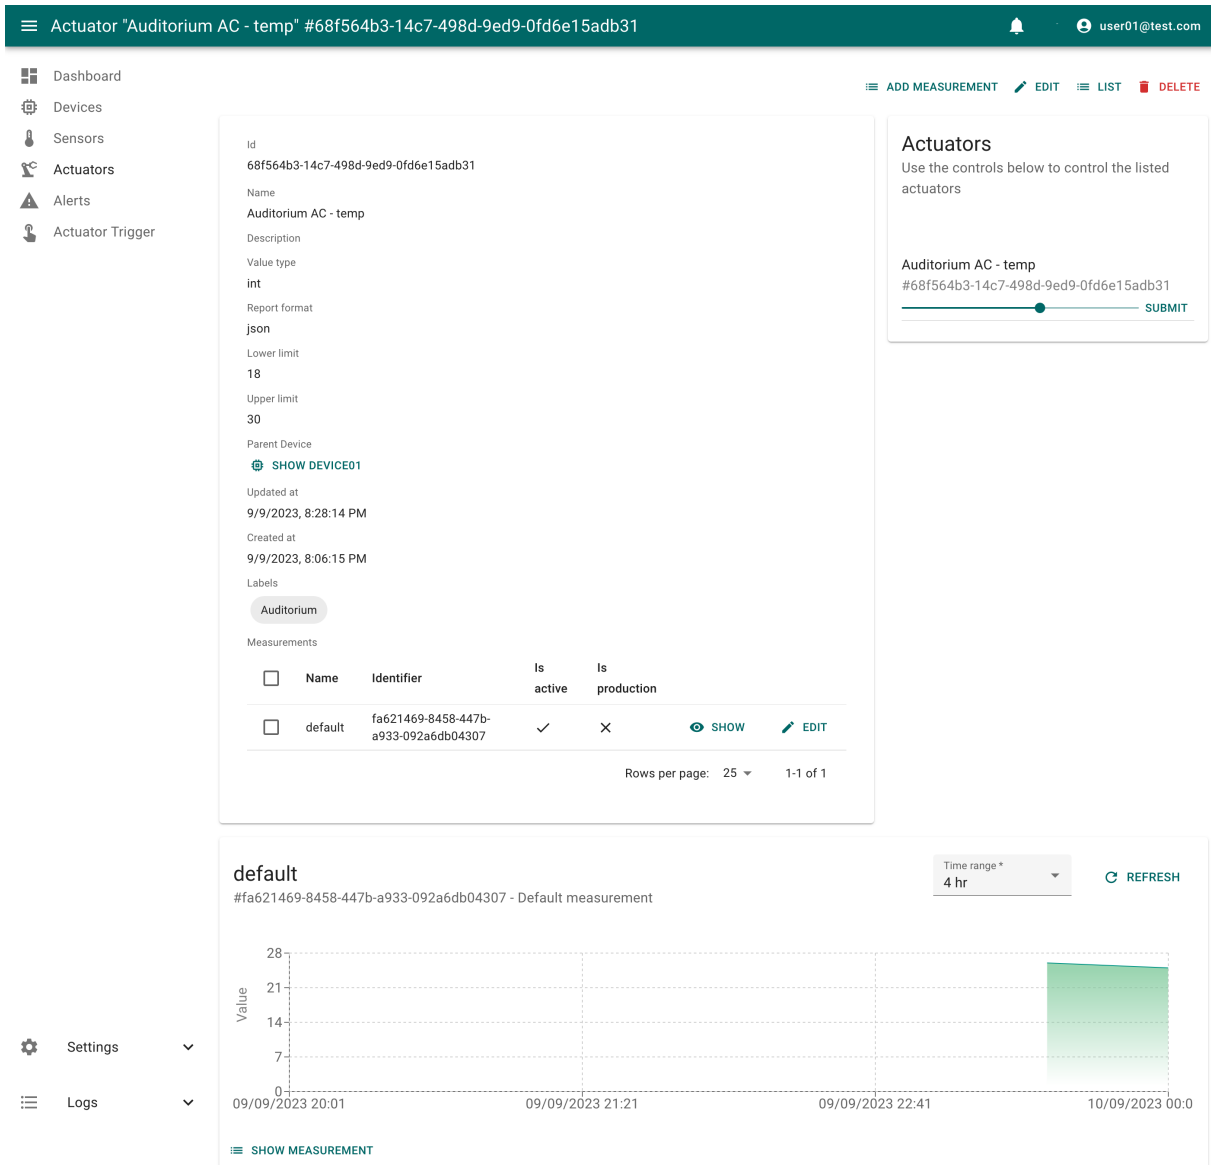 Actuator "Auditorium AC - temp" #68f564b3-14c7-498d-9ed9-0fd6e15adb31
user01@test.com
Dashboard
Devices
Sensors
Actuators
Alerts
Actuator Trigger
ADD MEASUREMENT
EDIT
LIST
DELETE
Id
68f564b3-14c7-498d-9ed9-0fd6e15adb31
Name
Auditorium AC - temp
Description
Value type
int
Report format
json
Lower limit
18
Upper limit
30
Parent Device
SHOW DEVICE01
Updated at
9/9/2023, 8:28:14 PM
Created at
9/9/2023, 8:06:15 PM
Labels
Auditorium
Measurements
Name Identifier Is active Is production
default fa621469-8458-447b-a933-092a6db04307 SHOW EDIT
Rows per page: 25 1-1 of 1
Actuators
Use the controls below to control the listed
actuators
Auditorium AC - temp
#68f564b3-14c7-498d-9ed9-0fd6e15adb31
SUBMIT
default
#fa621469-8458-447b-a933-092a6db04307 - Default measurement
Time range *
4 hr
REFRESH
Value
28
21
14
7
0
09/09/2023 20:01
09/09/2023 21:21
09/09/2023 22:41
10/09/2023 00:0
SHOW MEASUREMENT
Settings
Logs